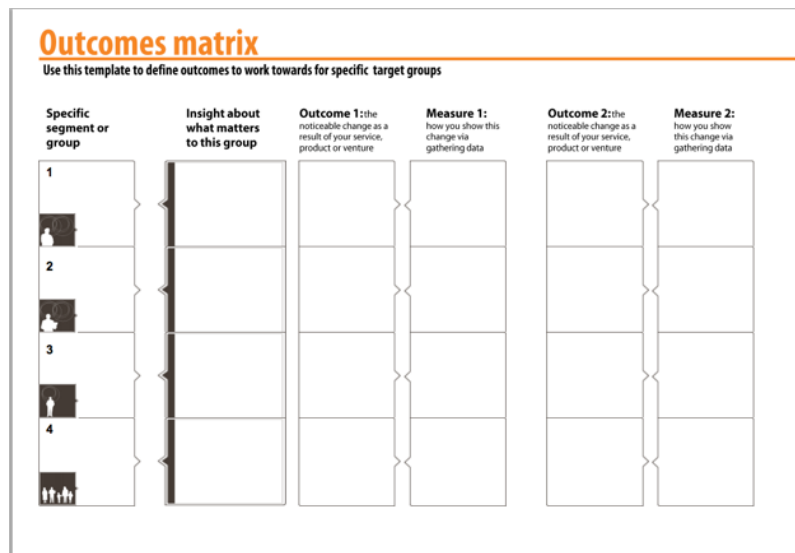 Outcomes matrix
Use this template to define outcomes to work towards for specific target groups
Specific
segment or
group
Insight about
what matters
to this group
Outcome 1: the
noticeable change as a
result of your service,
product or venture
Measure 1:
how you show this
change via
gathering data
Outcome 2: the
noticeable change as a
result of your service,
product or venture
Measure 2:
how you show
this change via
gathering data
1
2
3
4